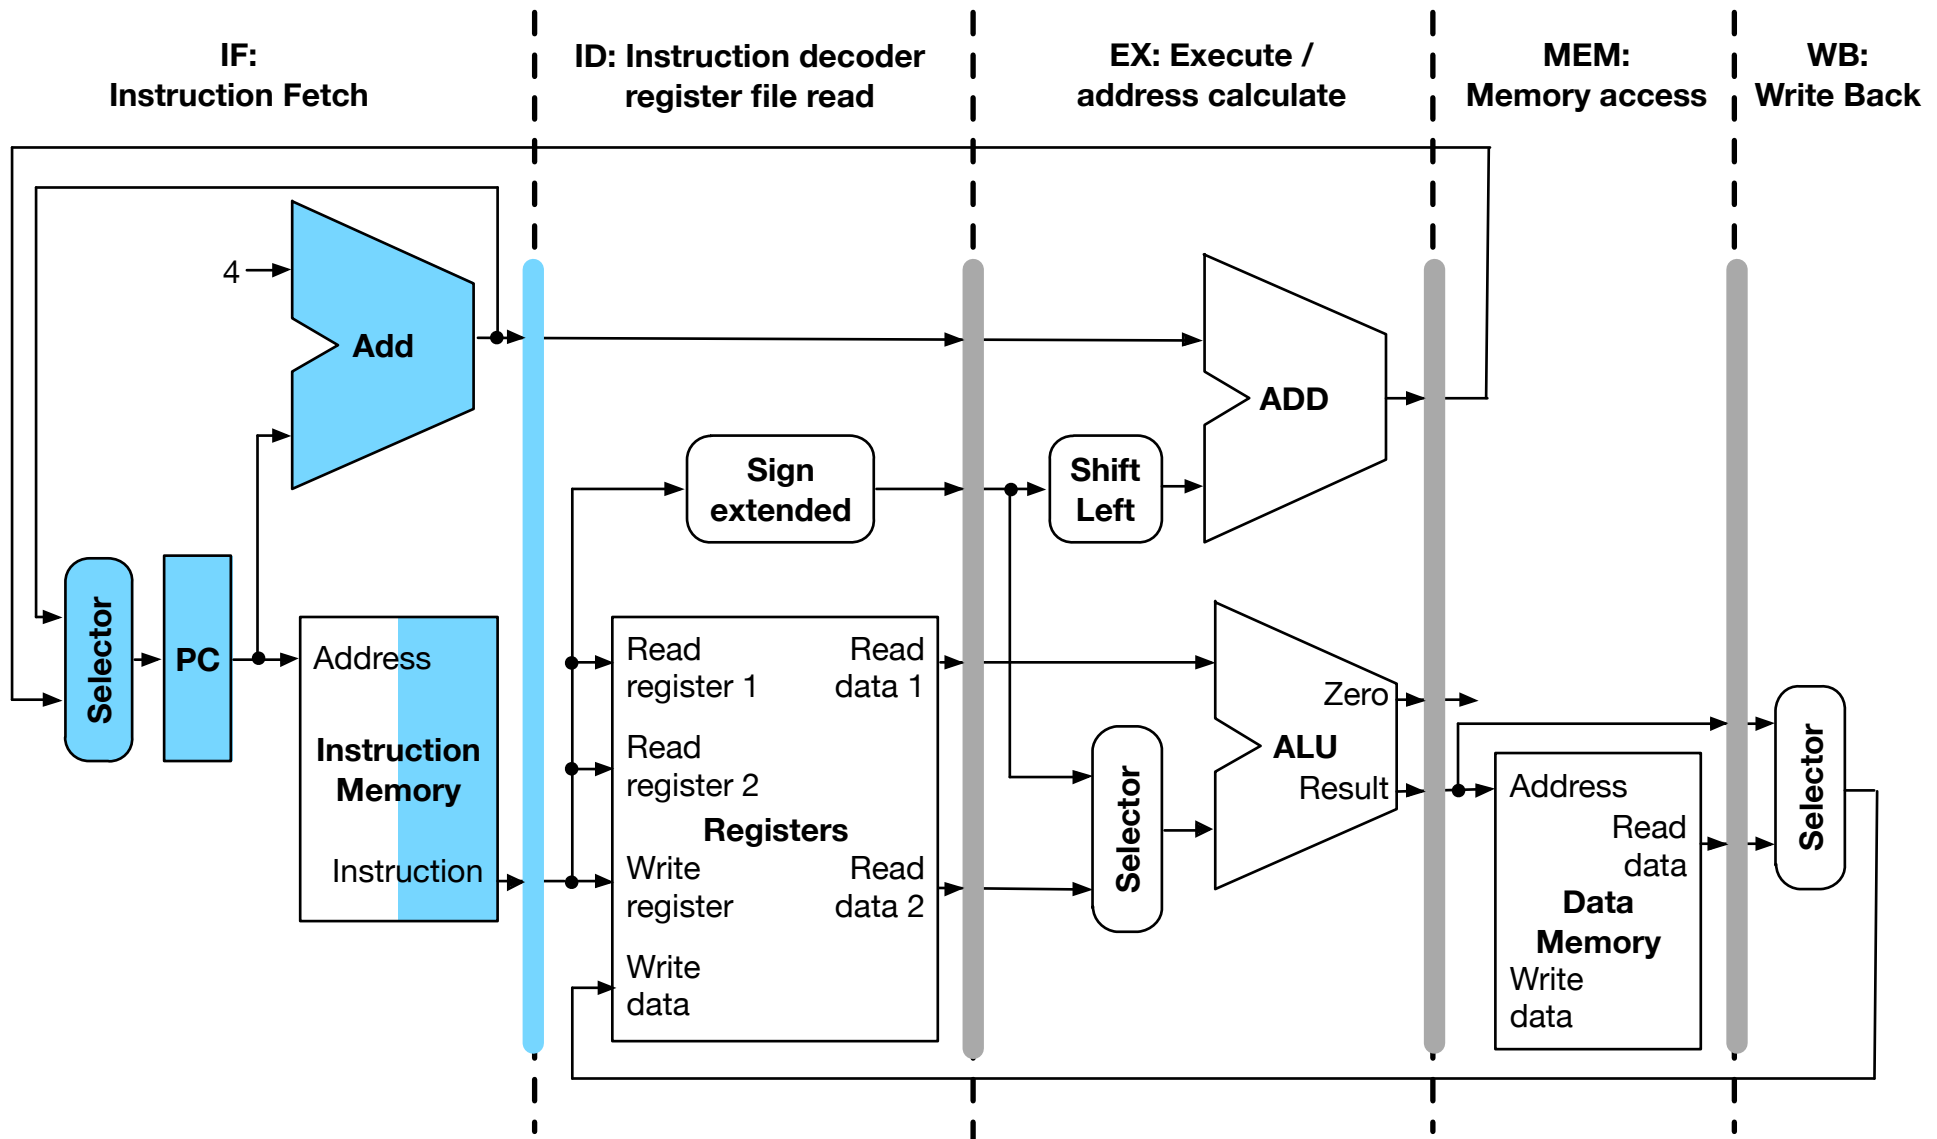 IF:
Instruction Fetch
ID: Instruction decoder
register file read
EX: Execute /
address calculate
MEM:
Memory access
WB:
Write Back
4
Add
Selector
PC
Address
Instruction
Memory
Instruction
Sign
extended
Read
register 1
Read
data 1
Read
register 2
Registers
Write
register
Read
data 2
Write
data
Shift
Left
ADD
Selector
Zero
ALU
Result
Address
Read
data
Data
Memory
Write
data
Selector